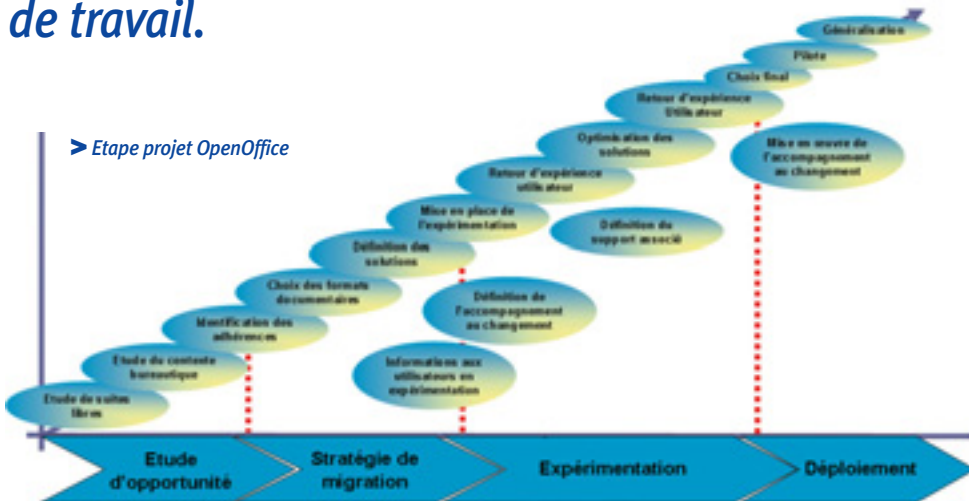 de travail.
> Etape projet OpenOffice
Généralisation
Pilote
Choix final
Retour d'expérience
Utilisateur
Optimisation des
solutions
Mise en œuvre de
l'accompagnement
au changement
Retour d'expérience
utilisateur
Mise en place de
l'expérimentation
Définition du
support associé
Définition des
solutions
Choix des formats
documentaires
Définition de
l'accompagnement
au changement
Identification des
adhérences
Etude du contexte
bureautique
Informations aux
utilisateurs en
expérimentation
Etude de suites
libres
Etude
d'opportunité
Stratégie de
migration
Expérimentation
Déploiement